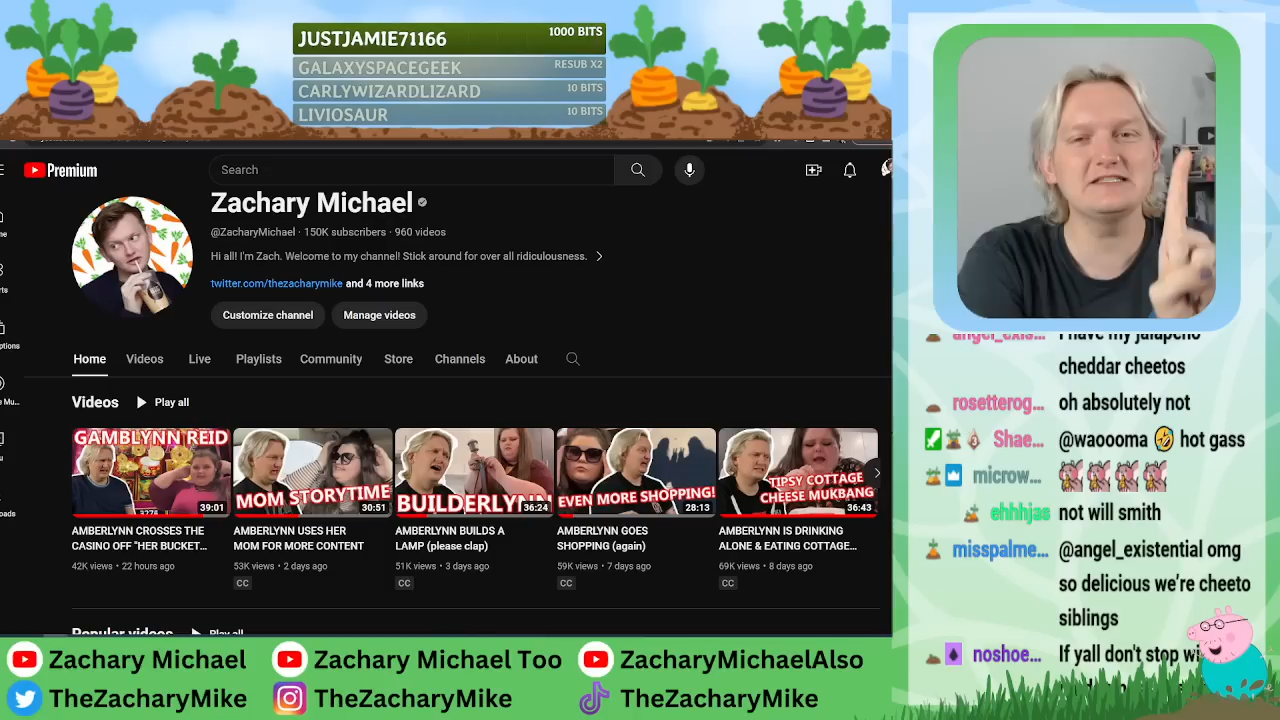 JUSTJAMIE71166 1000 BITS
GALAXYSPACEGEEK RESUB X2
CARLYWIZARDLIZARD 10 BITS
LIVIOSAUR 10 BITS
Premium
Search
Zachary Michael
@ZacharyMichael · 150K subscribers · 960 videos
Hi all! I'm Zach. Welcome to my channel! Stick around for over all ridiculousness.
twitter.com/thezacharymike and 4 more links
Customize channel Manage videos
Home Videos Live Playlists Community Store Channels About
Videos Play all
GAMBLYNN REID
39:01
AMBERLYNN CROSSES THE
CASINO OFF "HER BUCKET...
42K views · 22 hours ago
MOM STORYTIME
30:51
AMBERLYNN USES HER
MOM FOR MORE CONTENT
53K views · 2 days ago
CC
BUILDERLYNN
36:24
AMBERLYNN BUILDS A
LAMP (please clap)
51K views · 3 days ago
CC
EVEN MORE SHOPPING!
28:13
AMBERLYNN GOES
SHOPPING (again)
59K views · 7 days ago
CC
TIPSY COTTAGE
CHEESE MUKBANG
36:43
AMBERLYNN IS DRINKING
ALONE & EATING COTTAGE...
69K views · 8 days ago
CC
Popular videos Play all
angel_exis... I have my jalapeno
cheddar cheetos
rosetterog... oh absolutely not
Shae... @waoooma hot gass
microw...
ehhhjas not will smith
misspalme... @angel_existential omg
so delicious we're cheeto
siblings
noshoe... If yall don't stop
Zachary Michael Zachary Michael Too ZacharyMichaelAlso
TheZacharyMike TheZacharyMike TheZacharyMike